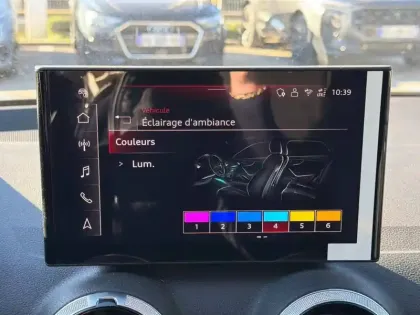 10:39
Véhicule
Éclairage d'ambiance
Couleurs
> Lum.
1 2 3 4 5 6